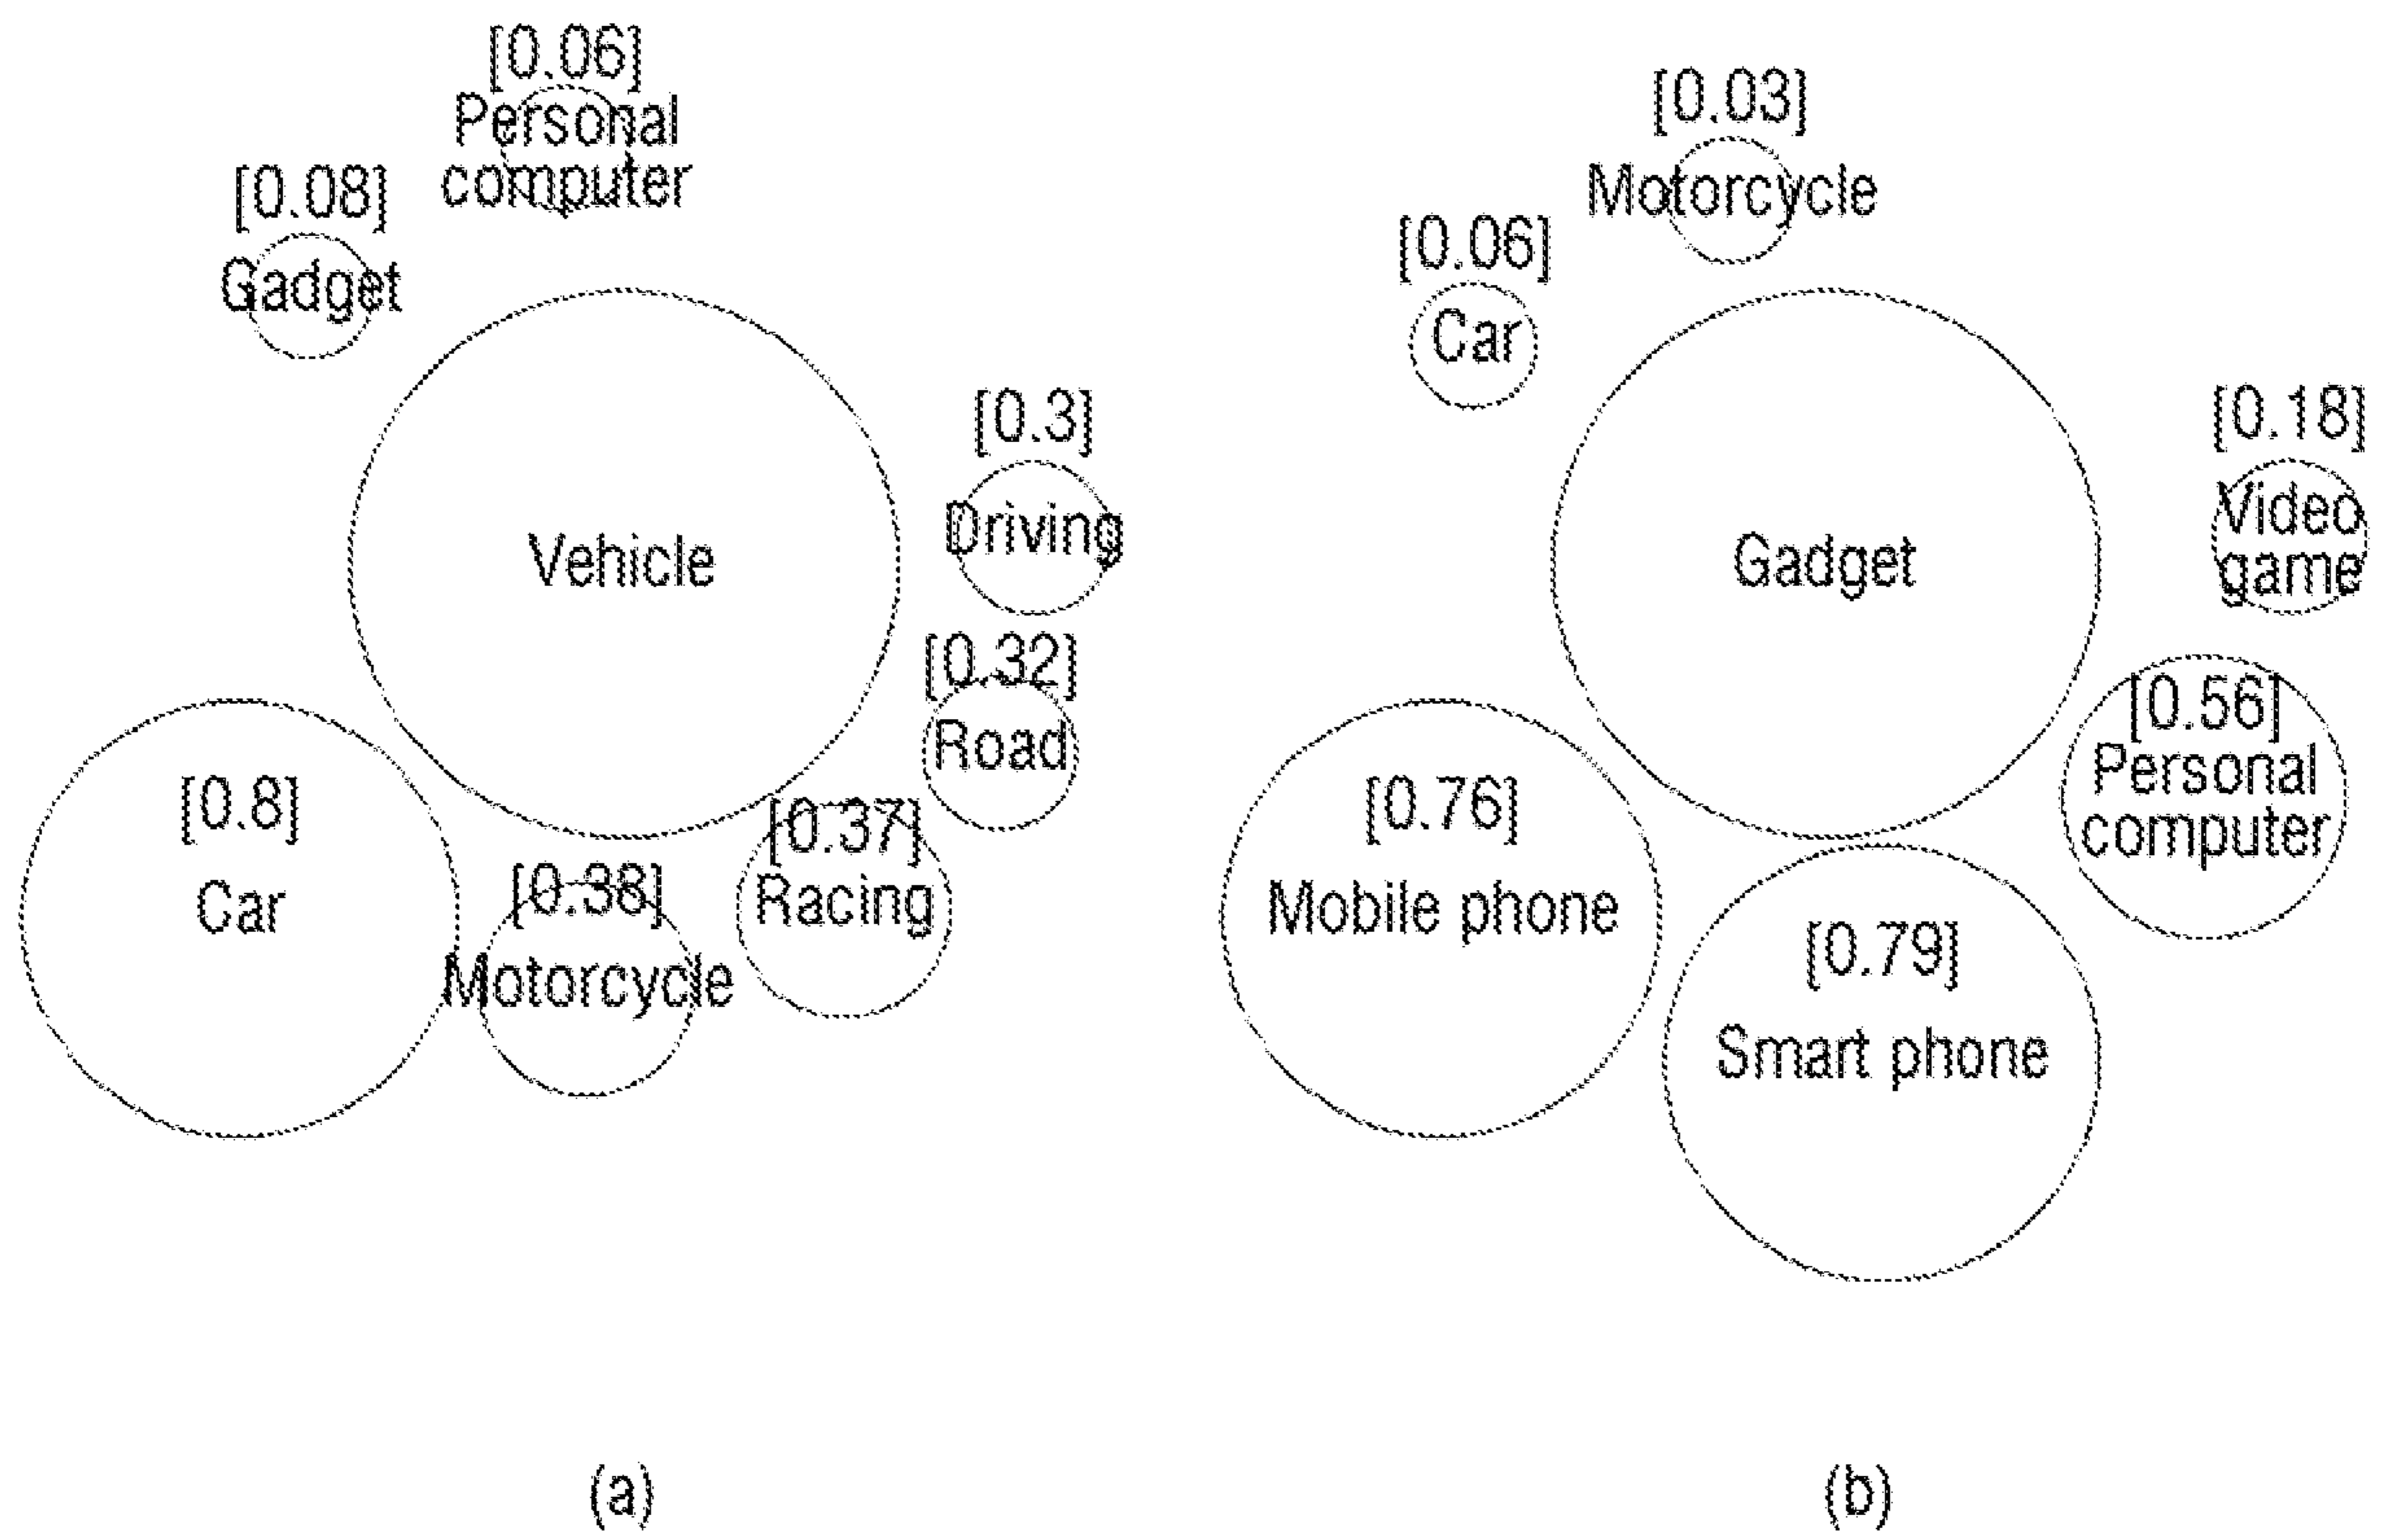 [0.06]
Personal
computer
[0.08]
Gadget
Vehicle
[0.3]
Driving
[0.32]
Road
[0.37]
Racing
[0.38]
Motorcycle
[0.8]
Car
(a)
[0.03]
Motorcycle
[0.06]
Car
Gadget
[0.18]
Video
game
[0.56]
Personal
computer
[0.76]
Mobile phone
[0.79]
Smart phone
(b)